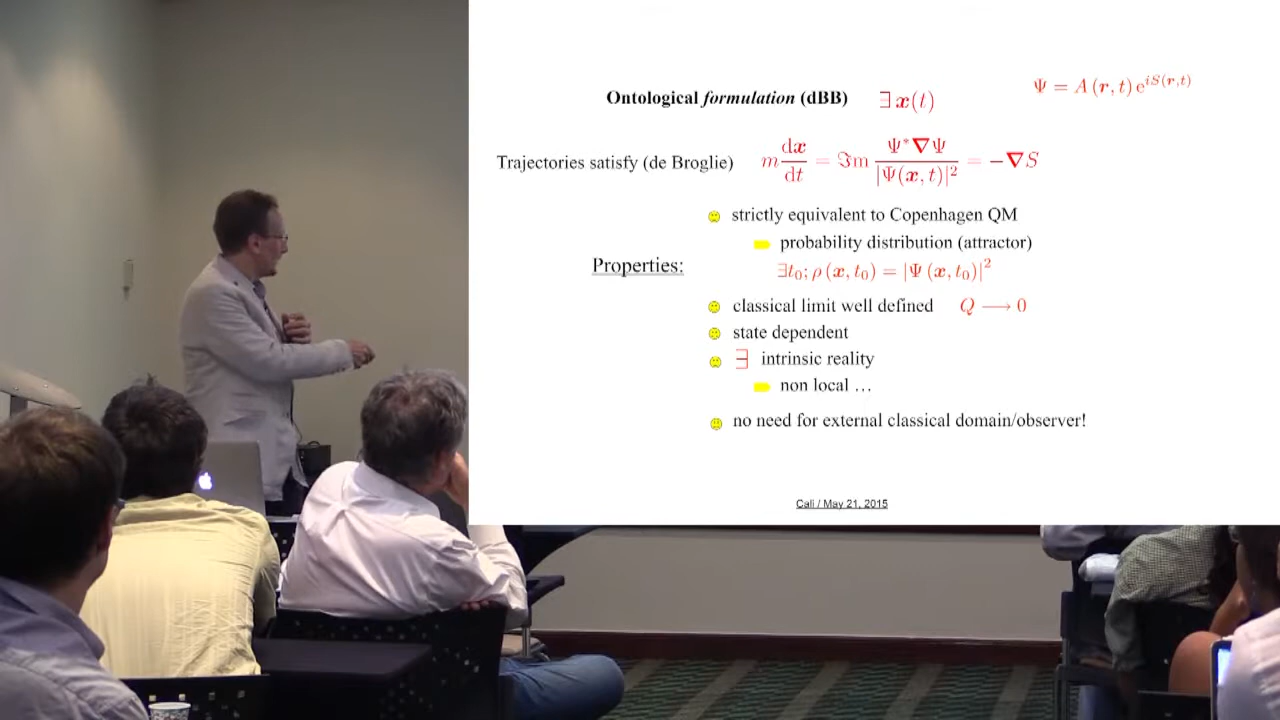 Ontological formulation (dBB) ∃ x(t) Ψ = A (r, t) e^{iS(r,t)}
Trajectories satisfy (de Broglie) m dx/dt = ℑm Ψ*∇Ψ / |Ψ(x, t)|² = −∇S
strictly equivalent to Copenhagen QM
probability distribution (attractor)
Properties: ∃t₀; ρ (x, t₀) = |Ψ (x, t₀)|²
classical limit well defined Q ⟶ 0
state dependent
∃ intrinsic reality
non local ...
no need for external classical domain/observer!
Cali / May 21, 2015